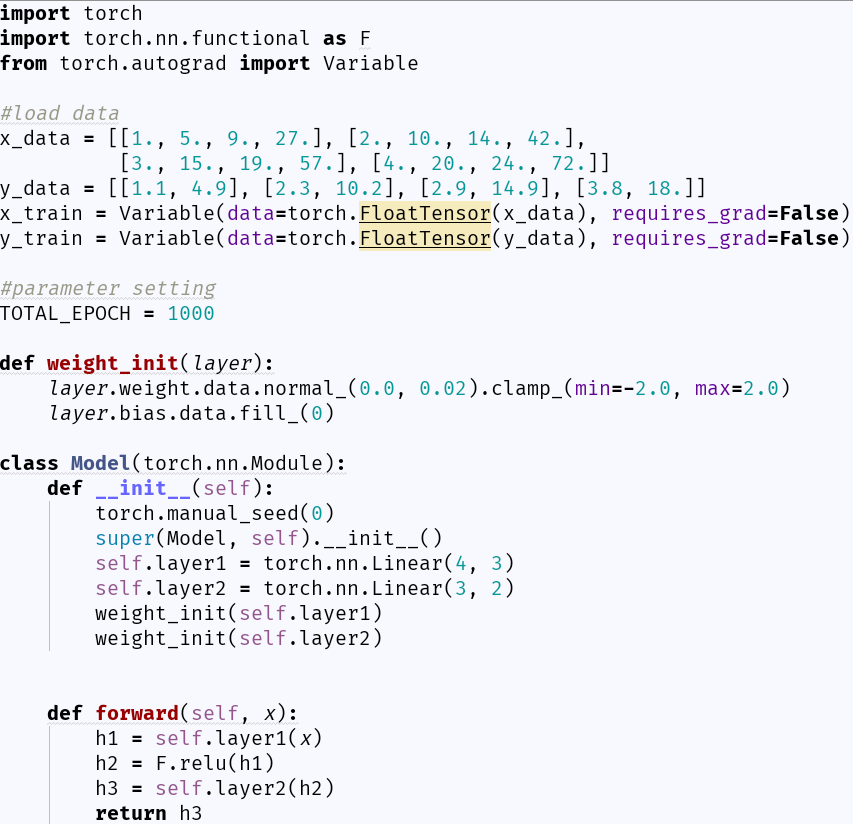 import torch
import torch.nn.functional as F
from torch.autograd import Variable

#load data
x_data = [[1., 5., 9., 27.], [2., 10., 14., 42.],
          [3., 15., 19., 57.], [4., 20., 24., 72.]]
y_data = [[1.1, 4.9], [2.3, 10.2], [2.9, 14.9], [3.8, 18.]]
x_train = Variable(data=torch.FloatTensor(x_data), requires_grad=False)
y_train = Variable(data=torch.FloatTensor(y_data), requires_grad=False)

#parameter setting
TOTAL_EPOCH = 1000

def weight_init(layer):
    layer.weight.data.normal_(0.0, 0.02).clamp_(min=-2.0, max=2.0)
    layer.bias.data.fill_(0)

class Model(torch.nn.Module):
    def __init__(self):
        torch.manual_seed(0)
        super(Model, self).__init__()
        self.layer1 = torch.nn.Linear(4, 3)
        self.layer2 = torch.nn.Linear(3, 2)
        weight_init(self.layer1)
        weight_init(self.layer2)


    def forward(self, x):
        h1 = self.layer1(x)
        h2 = F.relu(h1)
        h3 = self.layer2(h2)
        return h3